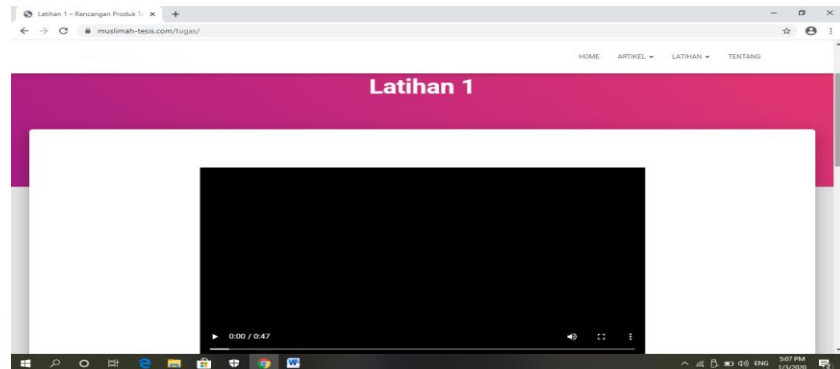 Latihan 1 – Rancangan Produk T
muslimah-tesis.com/tugas/
HOME ARTIKEL LATIHAN TENTANG
Latihan 1
0:00 / 0:47
ENG
5:07 PM
1/3/2020